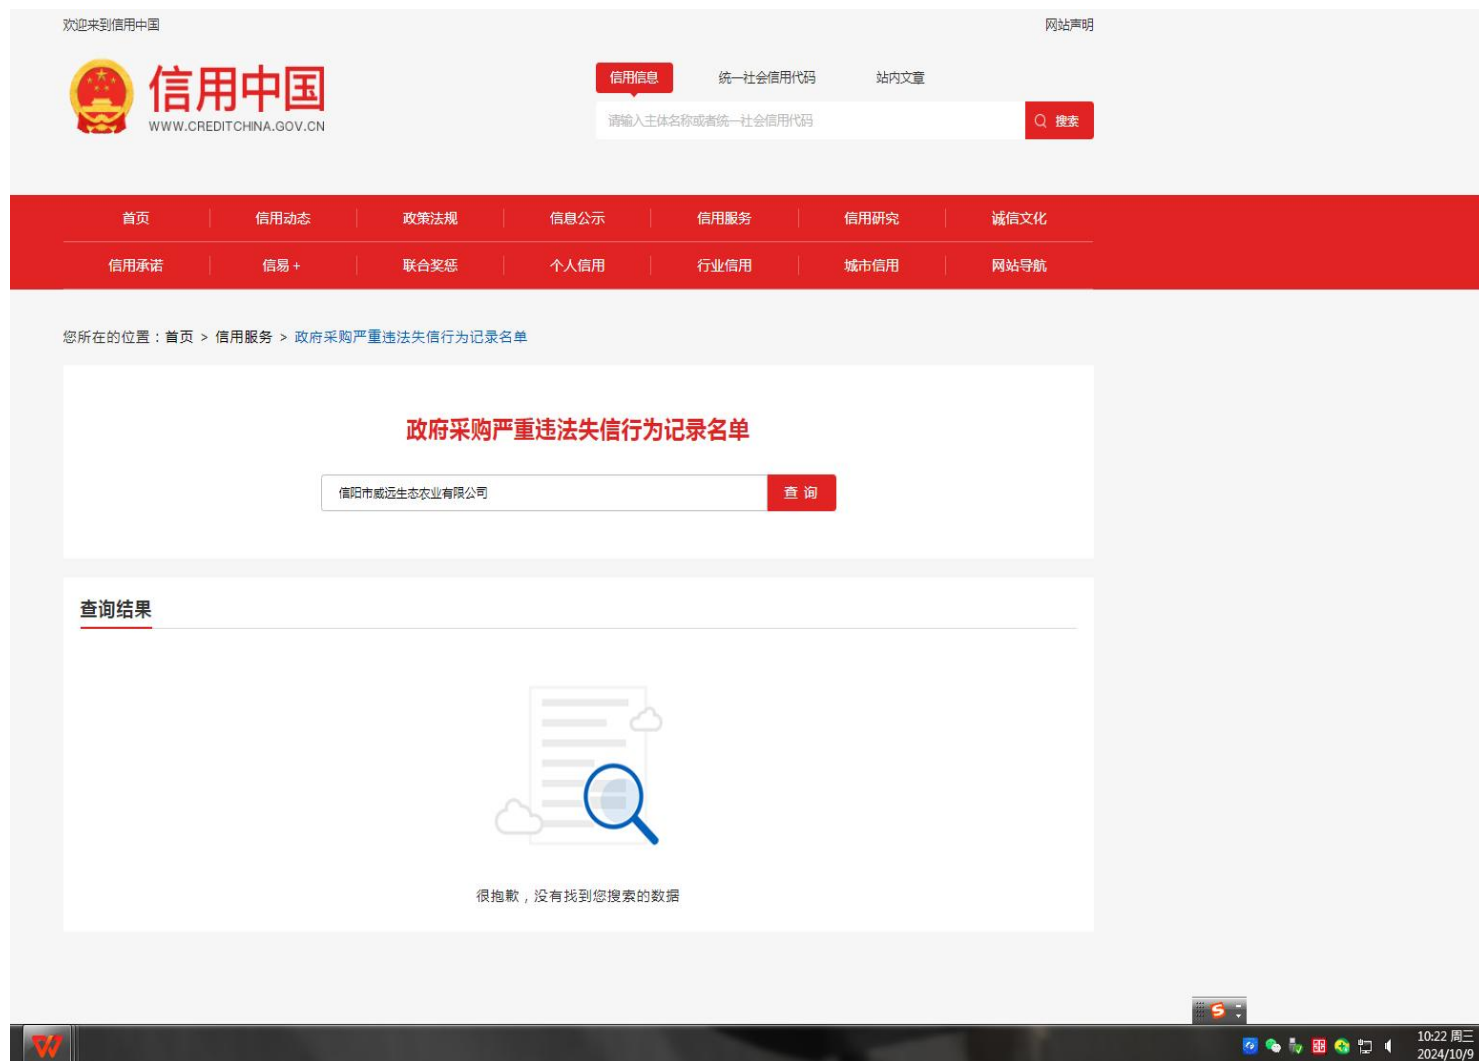 欢迎来到信用中国 网站声明
信用中国
WWW.CREDITCHINA.GOV.CN
信用信息 统一社会信用代码 站内文章
请输入主体名称或者统一社会信用代码 搜索
首页 信用动态 政策法规 信息公示 信用服务 信用研究 诚信文化
信用承诺 信易+ 联合奖惩 个人信用 行业信用 城市信用 网站导航
您所在的位置：首页 > 信用服务 > 政府采购严重违法失信行为记录名单
政府采购严重违法失信行为记录名单
信阳市威远生态农业有限公司 查询
查询结果
很抱歉，没有找到您搜索的数据
10:22 周三
2024/10/9